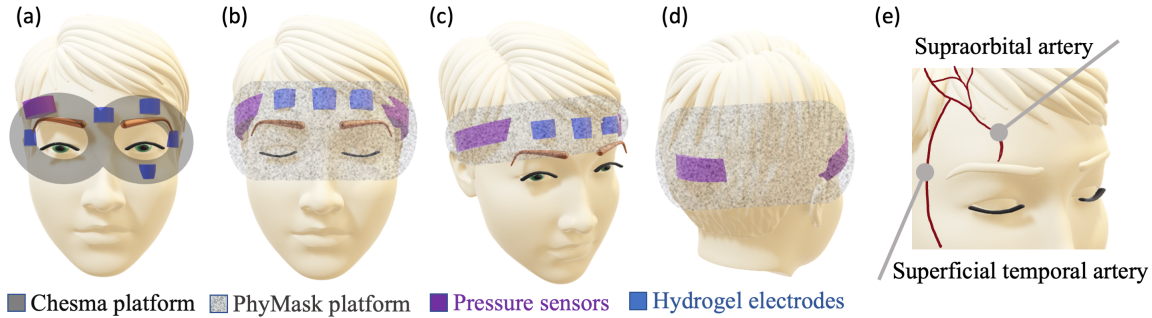 (a)
(b)
(c)
(d)
(e)
Supraorbital artery
Superficial temporal artery
Chesma platform
PhyMask platform
Pressure sensors
Hydrogel electrodes